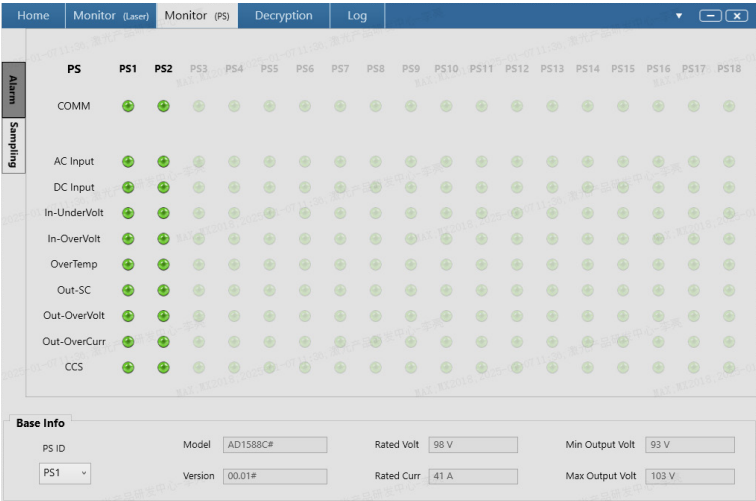 Home Monitor (Laser) Monitor (PS) Decryption Log
Alarm
Sampling
PS PS1 PS2 PS3 PS4 PS5 PS6 PS7 PS8 PS9 PS10 PS11 PS12 PS13 PS14 PS15 PS16 PS17 PS18
COMM
AC Input
DC Input
In-UnderVolt
In-OverVolt
OverTemp
Out-SC
Out-OverVolt
Out-OverCurr
CCS
Base Info
PS ID
PS1
Model AD1588C# Rated Volt 98 V Min Output Volt 93 V
Version 00.01# Rated Curr 41 A Max Output Volt 103 V